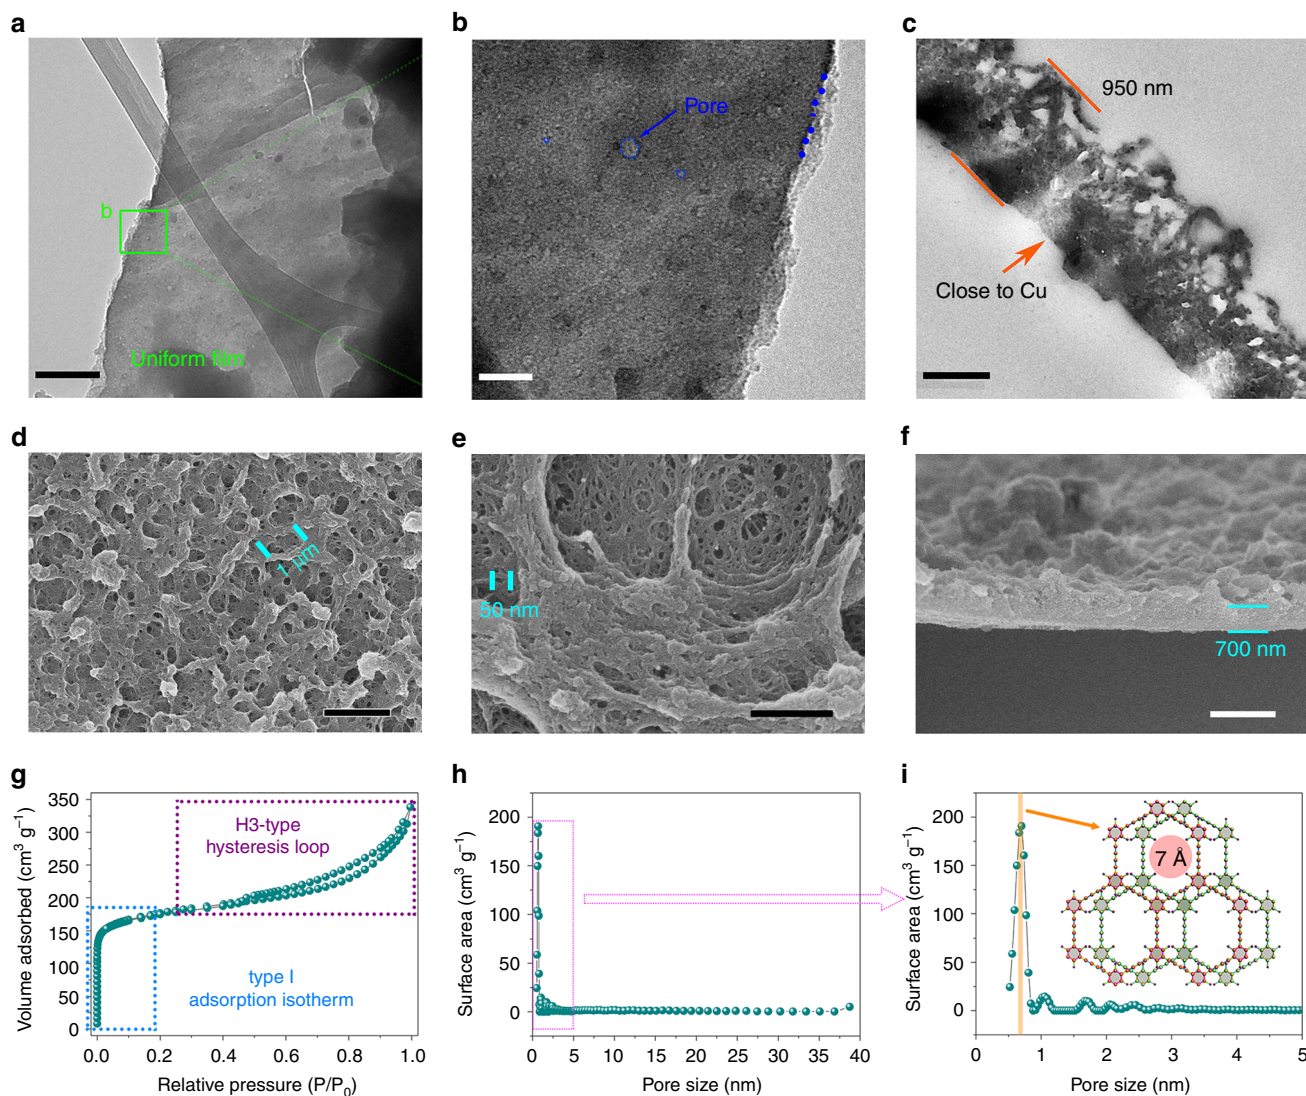 a
b
Uniform film
b
Pore
c
950 nm
Close to Cu
d
1 μm
e
50 nm
f
700 nm
g
Volume adsorbed (cm³ g⁻¹)
350
300
250
200
150
100
50
0
H3-type
hysteresis loop
type I
adsorption isotherm
0.0 0.2 0.4 0.6 0.8 1.0
Relative pressure (P/P₀)
h
Surface area (cm³ g⁻¹)
200
150
100
50
0
0 5 10 15 20 25 30 35 40
Pore size (nm)
i
Surface area (cm³ g⁻¹)
200
150
100
50
0
7 Å
0 1 2 3 4 5
Pore size (nm)